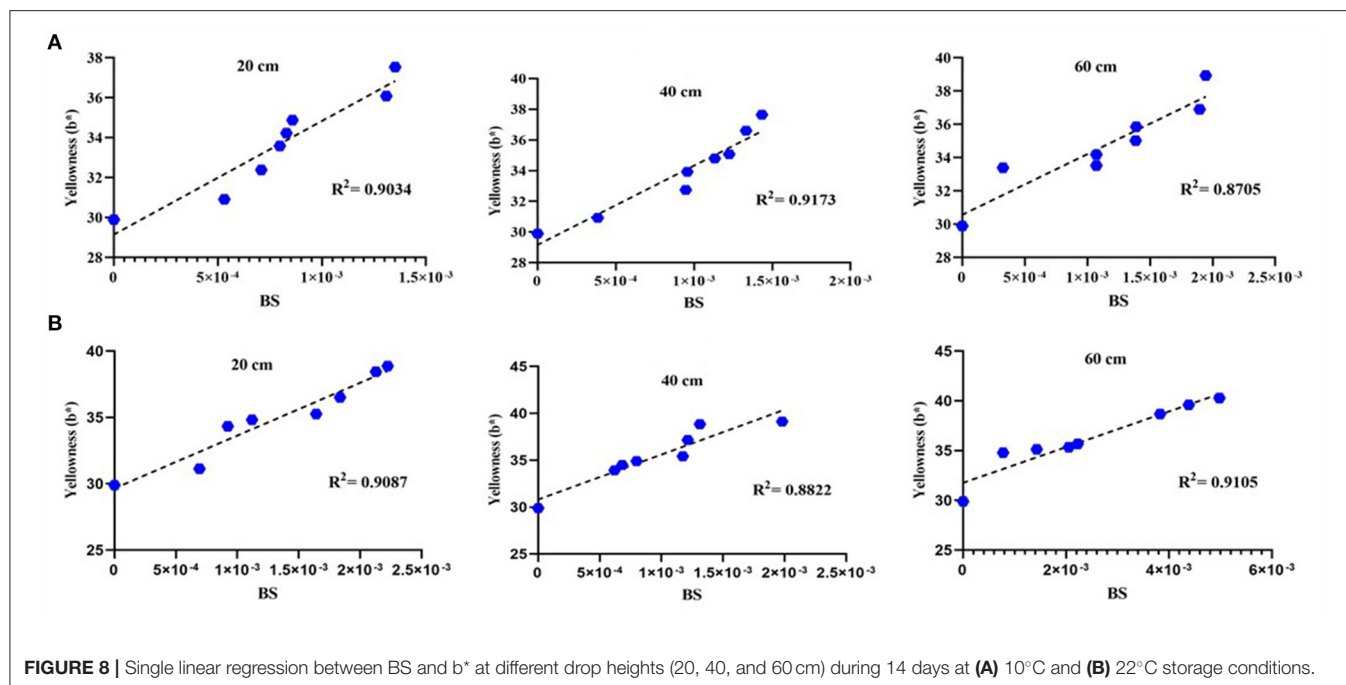 A
20 cm
Yellowness (b*)
38
36
34
32
30
28
R²= 0.9034
0
5×10⁻⁴
1×10⁻³
1.5×10⁻³
BS
40 cm
Yellowness (b*)
40
38
36
34
32
30
28
R²= 0.9173
0
5×10⁻⁴
1×10⁻³
1.5×10⁻³
2×10⁻³
BS
60 cm
Yellowness (b*)
40
38
36
34
32
30
28
R²= 0.8705
0
5×10⁻⁴
1×10⁻³
1.5×10⁻³
2×10⁻³
2.5×10⁻³
BS
B
20 cm
Yellowness (b*)
40
35
30
25
R²= 0.9087
0
5×10⁻⁴
1×10⁻³
1.5×10⁻³
2×10⁻³
2.5×10⁻³
BS
40 cm
Yellowness (b*)
45
40
35
30
25
R²= 0.8822
0
5×10⁻⁴
1×10⁻³
1.5×10⁻³
2×10⁻³
2.5×10⁻³
BS
60 cm
Yellowness (b*)
45
40
35
30
25
R²= 0.9105
0
2×10⁻³
4×10⁻³
6×10⁻³
BS
FIGURE 8 | Single linear regression between BS and b* at different drop heights (20, 40, and 60 cm) during 14 days at (A) 10°C and (B) 22°C storage conditions.